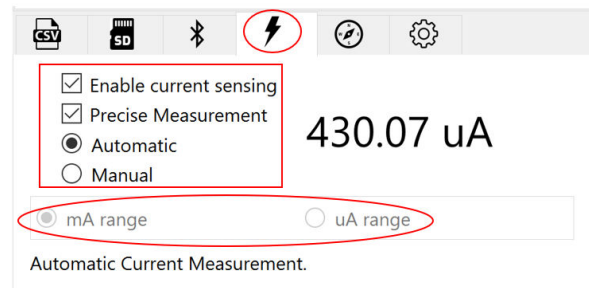 CSV SD
Enable current sensing
Precise Measurement
430.07 uA
Automatic
Manual
mA range uA range
Automatic Current Measurement.